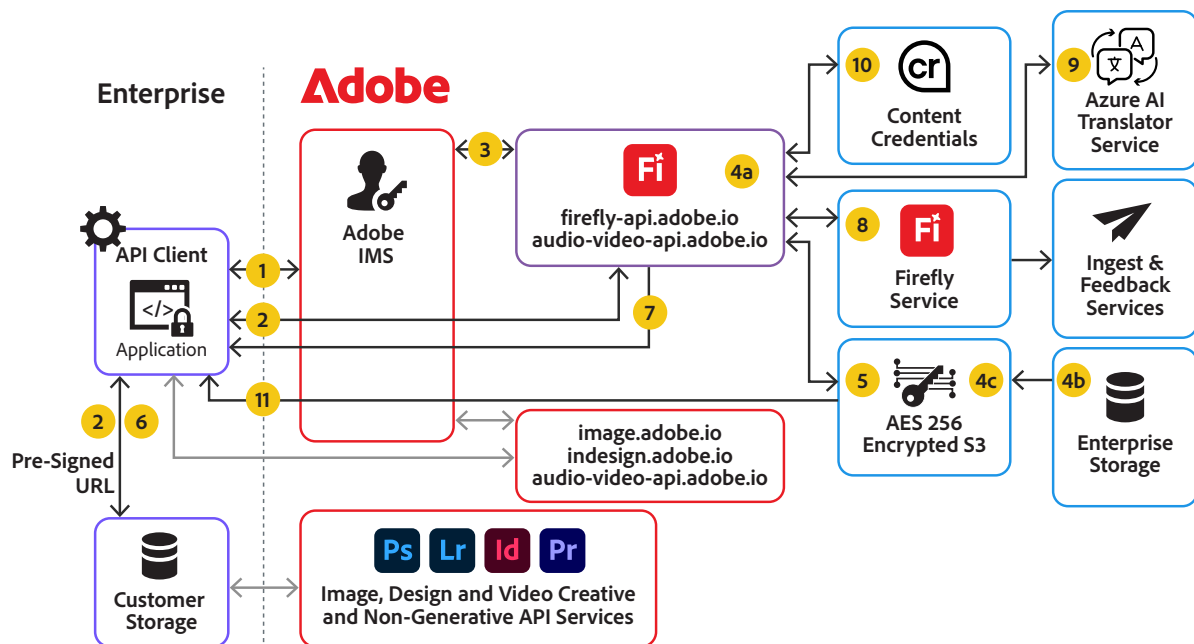 Enterprise
Adobe
API Client
</>
Application
1
2
3
Adobe
IMS
Fi
4a
firefly-api.adobe.io
audio-video-api.adobe.io
7
10
cr
Content
Credentials
9
A
文
Azure AI
Translator
Service
8
Fi
Firefly
Service
Ingest &
Feedback
Services
5
4c
AES 256
Encrypted S3
4b
Enterprise
Storage
11
2
6
Pre-Signed
URL
image.adobe.io
indesign.adobe.io
audio-video-api.adobe.io
Customer
Storage
Ps
Lr
Id
Pr
Image, Design and Video Creative
and Non-Generative API Services